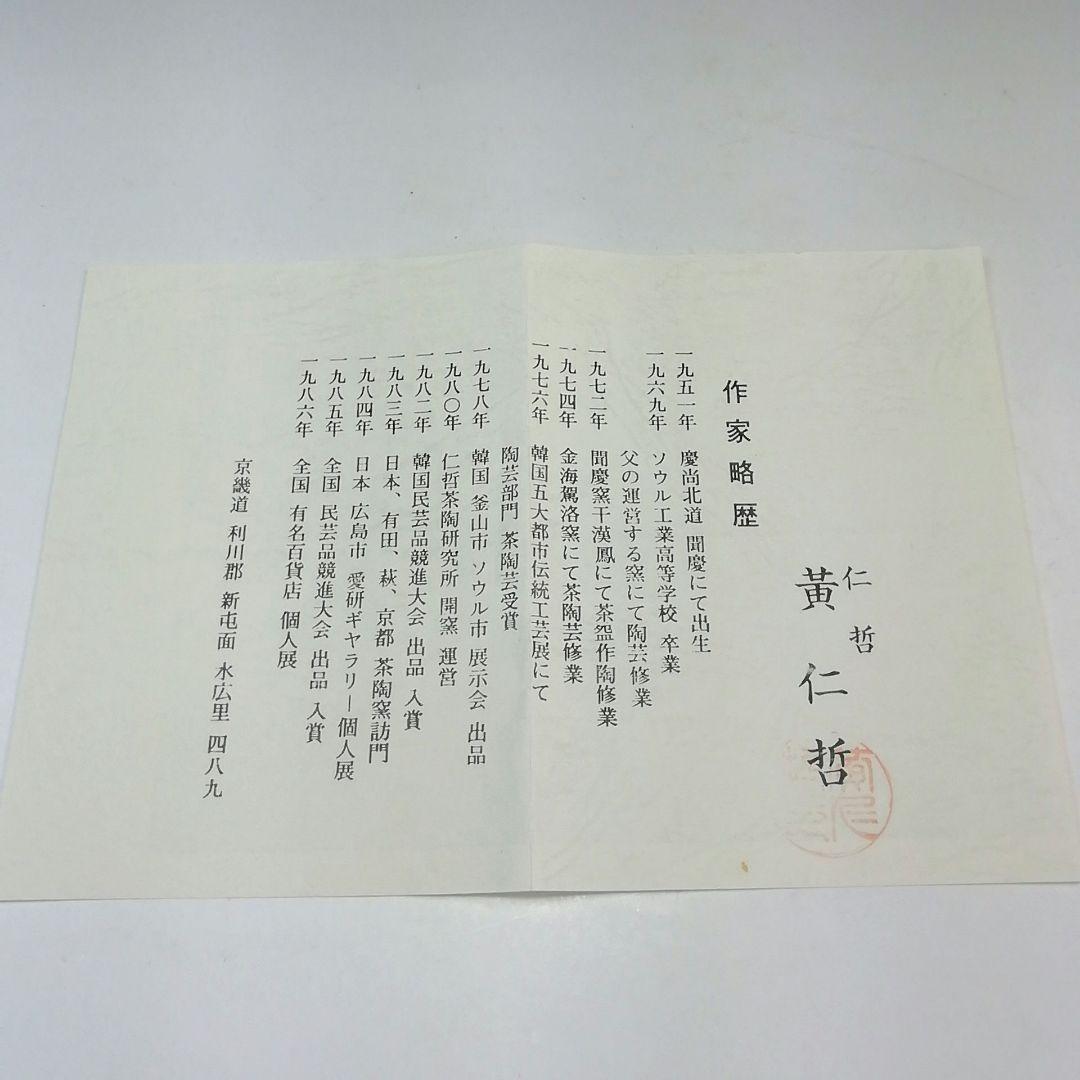 仁哲
黃仁哲
作家略歴
一九五一年 慶尚北道 聞慶にて出生
一九六九年 ソウル工業高等学校 卒業
父の運営する窯にて陶芸修業
一九七二年 聞慶窯干漢鳳にて茶盌作陶修業
一九七四年 金海駕洛窯にて茶陶芸修業
一九七六年 韓国五大都市伝統工芸展にて
陶芸部門 茶陶芸受賞
一九七八年 韓国 釜山市 ソウル市 展示会 出品
一九八〇年 仁哲茶陶研究所 開窯 運営
一九八二年 韓国民芸品競進大会 出品 入賞
一九八三年 日本、有田、萩、京都 茶陶窯訪門
一九八四年 日本 広島市 愛研ギャラリー個人展
一九八五年 全国 民芸品競進大会 出品 入賞
一九八六年 全国 有名百貨店 個人展
京畿道 利川郡 新屯面 水広里 四八九